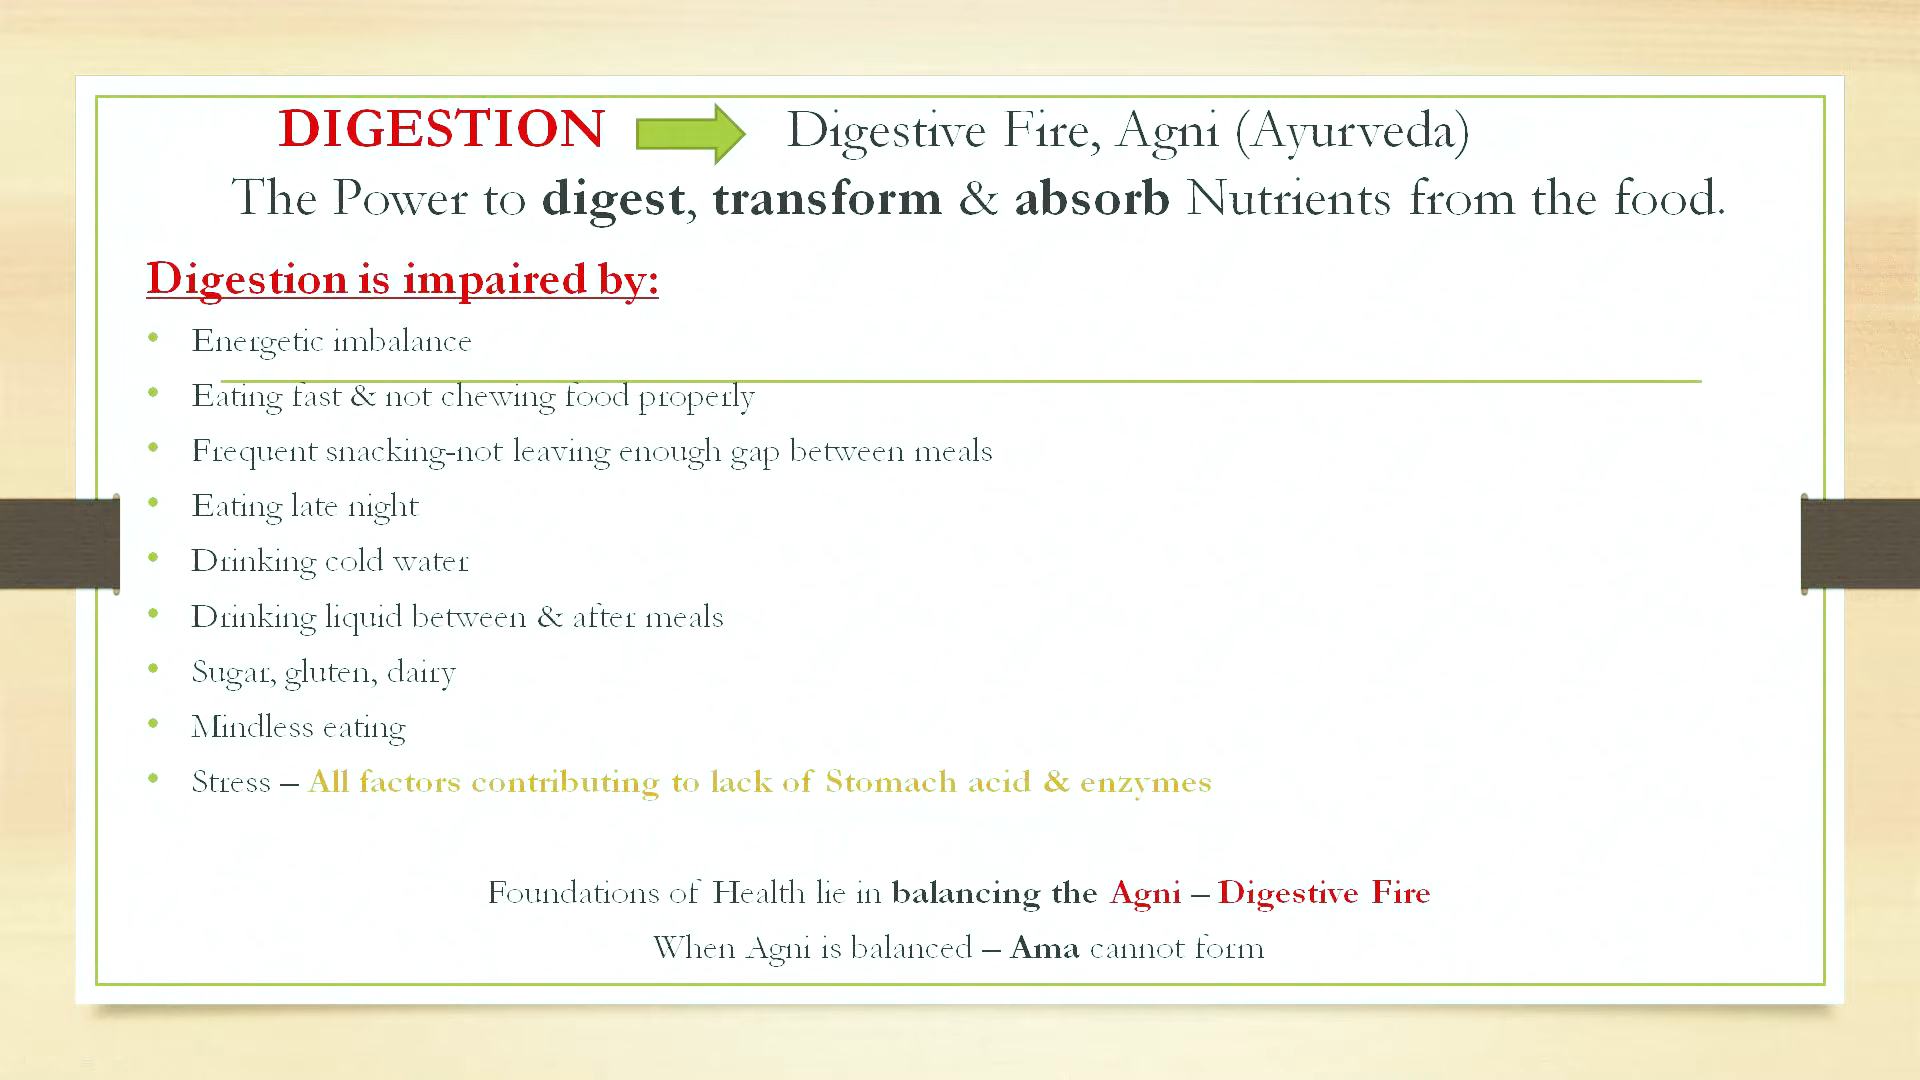 DIGESTION Digestive Fire, Agni (Ayurveda)
The Power to digest, transform & absorb Nutrients from the food.
Digestion is impaired by:
• Energetic imbalance
• Eating fast & not chewing food properly
• Frequent snacking-not leaving enough gap between meals
• Eating late night
• Drinking cold water
• Drinking liquid between & after meals
• Sugar, gluten, dairy
• Mindless eating
• Stress – All factors contributing to lack of Stomach acid & enzymes
Foundations of Health lie in balancing the Agni – Digestive Fire
When Agni is balanced – Ama cannot form